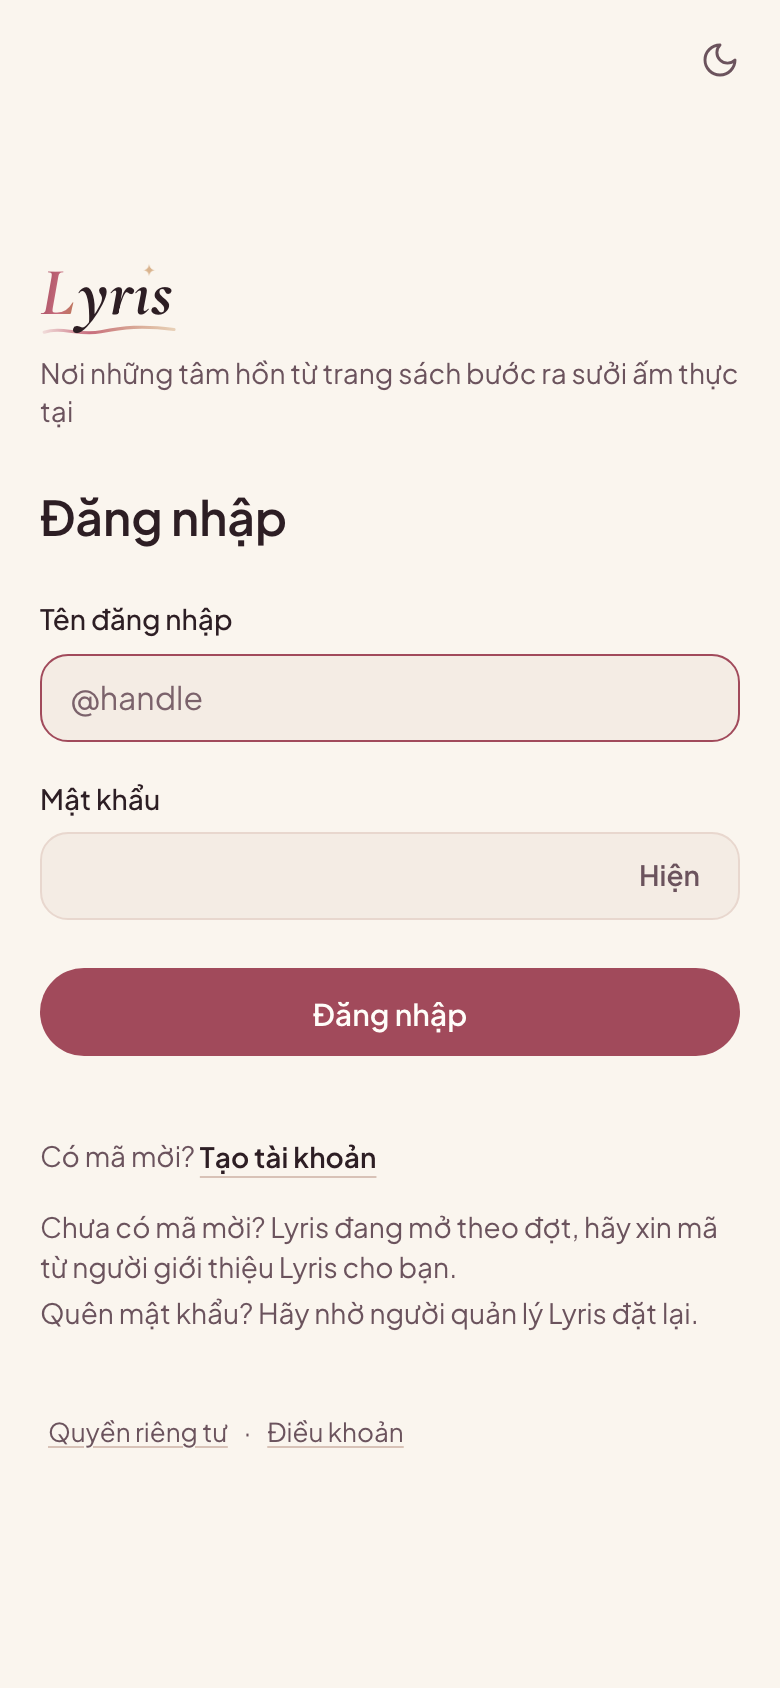 Lyris
Nơi những tâm hồn từ trang sách bước ra sưởi ấm thực
tại
Đăng nhập
Tên đăng nhập
@handle
Mật khẩu
Hiện
Đăng nhập
Có mã mời? Tạo tài khoản
Chưa có mã mời? Lyris đang mở theo đợt, hãy xin mã
từ người giới thiệu Lyris cho bạn.
Quên mật khẩu? Hãy nhờ người quản lý Lyris đặt lại.
Quyền riêng tư · Điều khoản